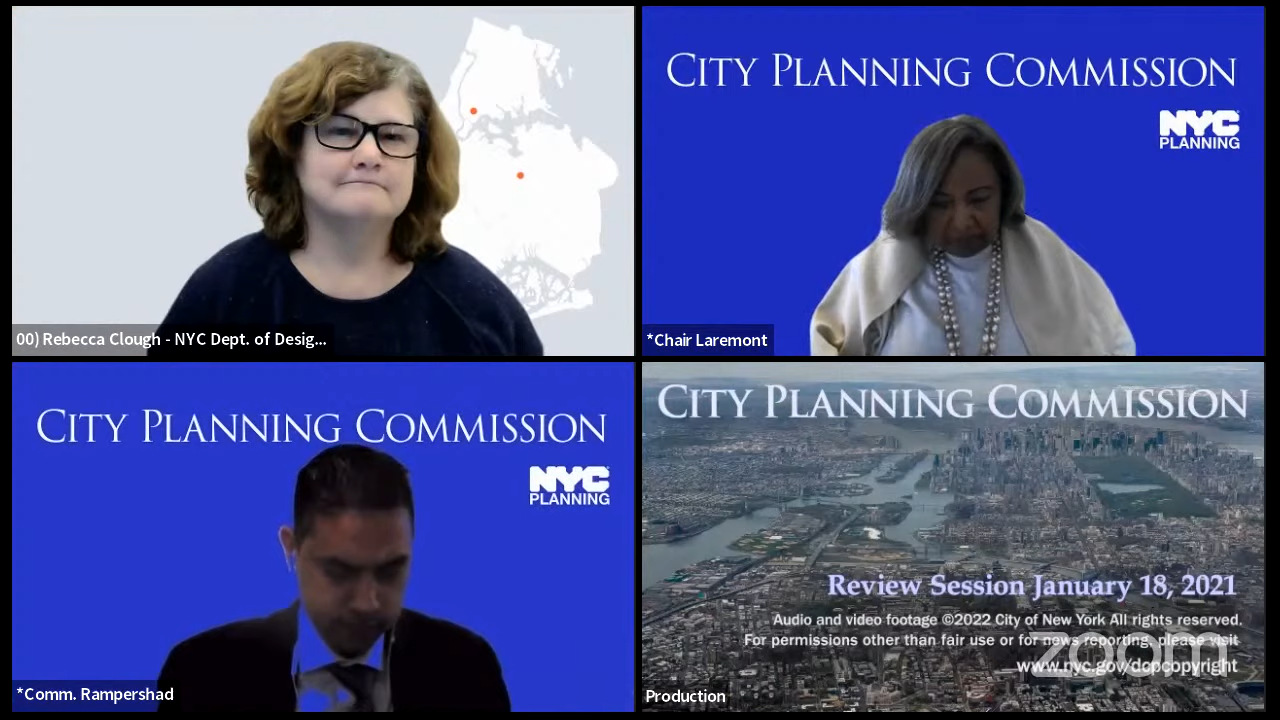 00) Rebecca Clough - NYC Dept. of Desig...
CITY PLANNING COMMISSION
NYC
PLANNING
*Chair Laremont
CITY PLANNING COMMISSION
NYC
PLANNING
*Comm. Rampershad
CITY PLANNING COMMISSION
Review Session January 18, 2021
Audio and video footage ©2022 City of New York All rights reserved.
For permissions other than fair use or for news reporting, please visit
www.nyc.gov/dcpcopyright
zoom
Production